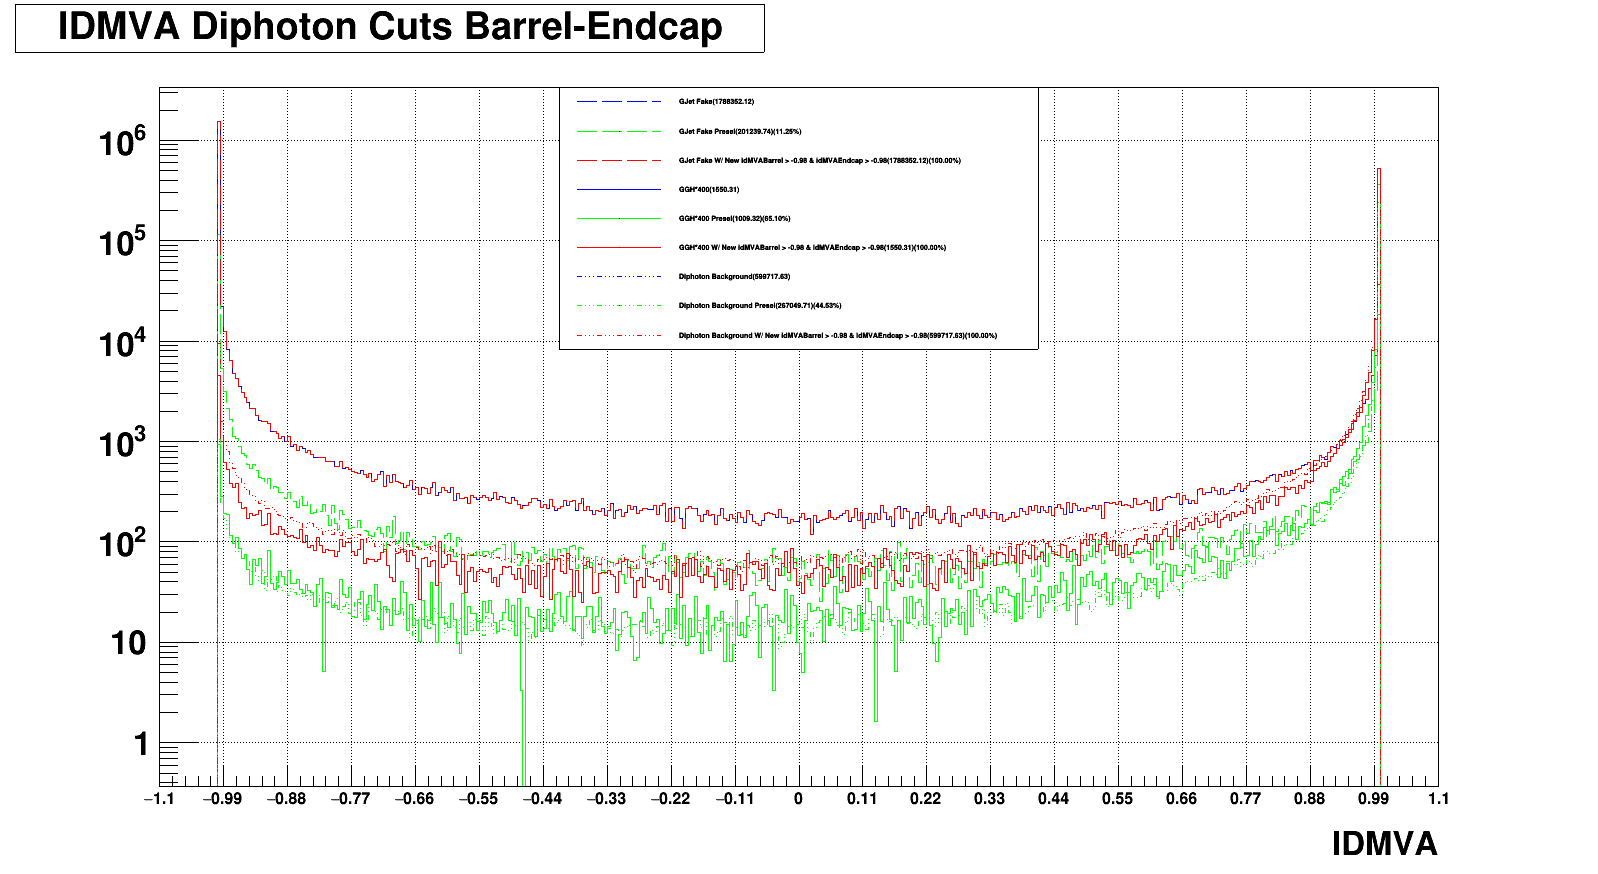 IDMVA Diphoton Cuts Barrel-Endcap
GJet Fake(1788352.12)
GJet Fake Presel(201239.74)(11.25%)
GJet Fake W/ New idMVABarrel > -0.98 & idMVAEndcap > -0.98(1788352.12)(100.00%)
GGH*400(1550.31)
GGH*400 Presel(1009.32)(65.10%)
GGH*400 W/ New idMVABarrel > -0.98 & idMVAEndcap > -0.98(1550.31)(100.00%)
Diphoton Background(599717.63)
Diphoton Background Presel(267049.71)(44.53%)
Diphoton Background W/ New idMVABarrel > -0.98 & idMVAEndcap > -0.98(599717.63)(100.00%)
10⁶
10⁵
10⁴
10³
10²
10
1
−1.1 −0.99 −0.88 −0.77 −0.66 −0.55 −0.44 −0.33 −0.22 −0.11 0 0.11 0.22 0.33 0.44 0.55 0.66 0.77 0.88 0.99 1.1
IDMVA